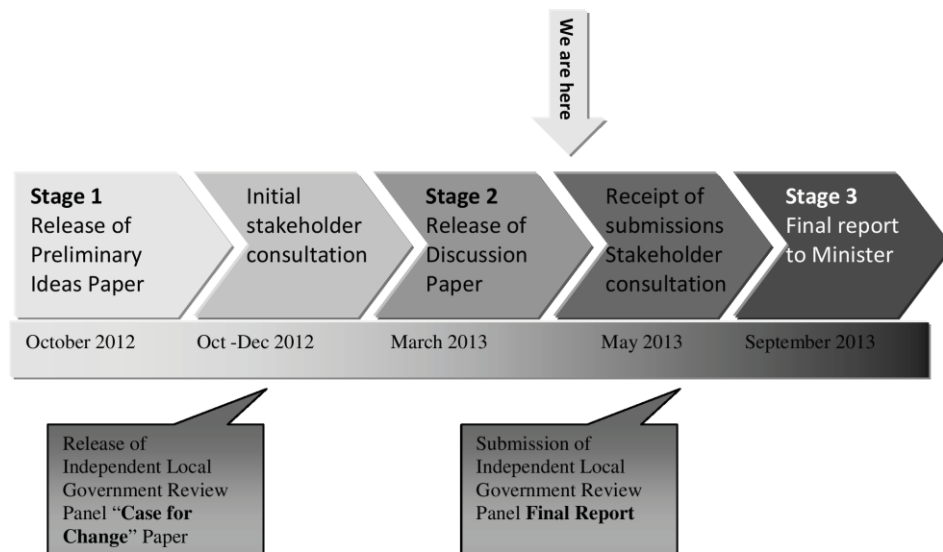 We are here
Stage 1
Release of
Preliminary
Ideas Paper
Initial
stakeholder
consultation
Stage 2
Release of
Discussion
Paper
Receipt of
submissions
Stakeholder
consultation
Stage 3
Final report
to Minister
October 2012
Oct -Dec 2012
March 2013
May 2013
September 2013
Release of
Independent Local
Government Review
Panel “Case for
Change” Paper
Submission of
Independent Local
Government Review
Panel Final Report